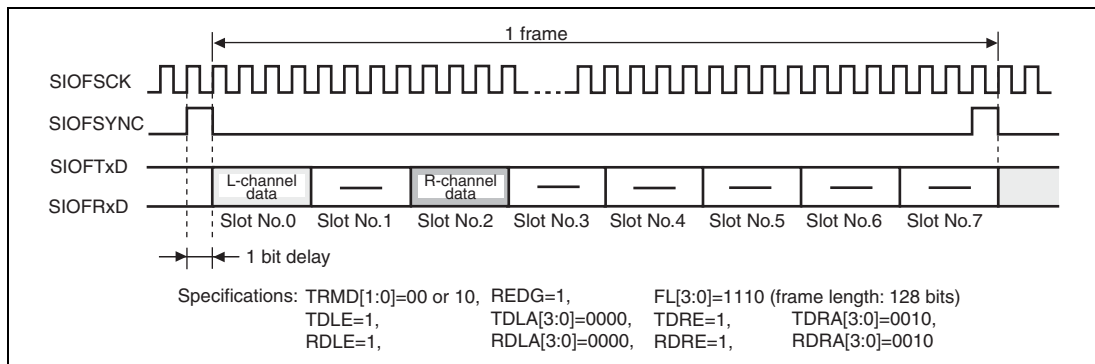 1 frame
SIOFSCK
SIOFSYNC
SIOFTxD
L-channel data
R-channel data
SIOFRxD
Slot No.0 Slot No.1 Slot No.2 Slot No.3 Slot No.4 Slot No.5 Slot No.6 Slot No.7
1 bit delay
Specifications: TRMD[1:0]=00 or 10, REDG=1, FL[3:0]=1110 (frame length: 128 bits)
TDLE=1, TDLA[3:0]=0000, TDRE=1, TDRA[3:0]=0010,
RDLE=1, RDLA[3:0]=0000, RDRE=1, RDRA[3:0]=0010